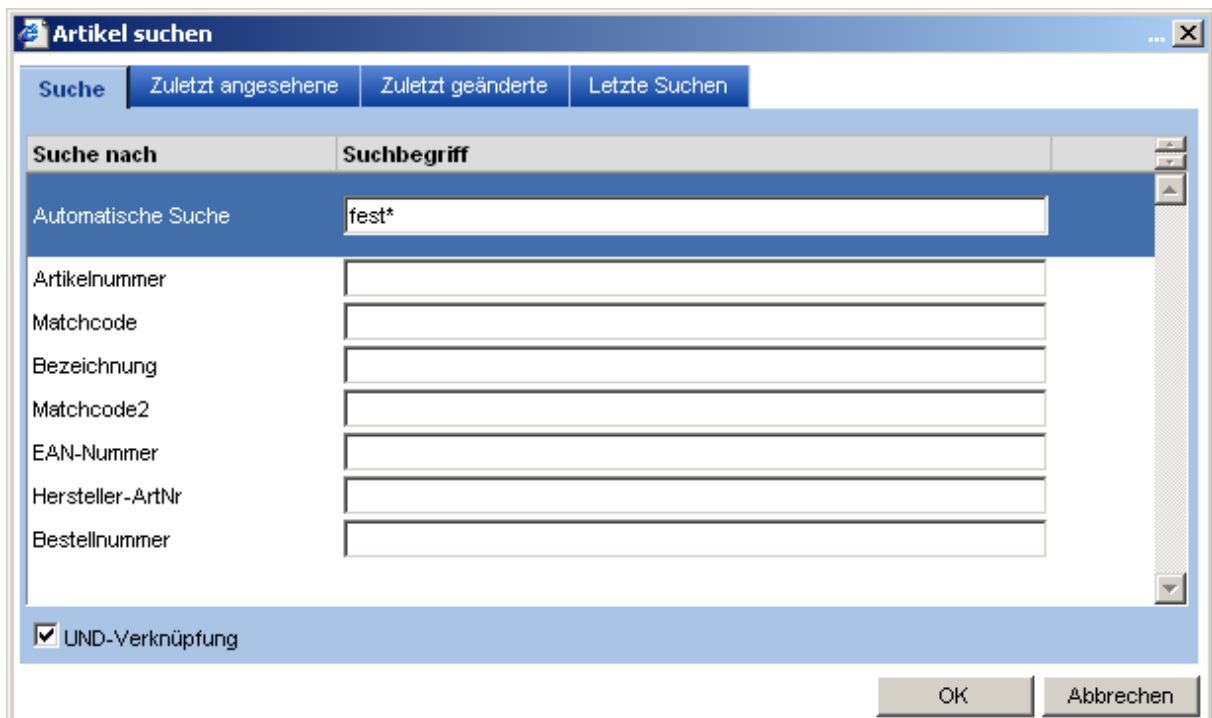 Artikel suchen ...
Suche Zuletzt angesehene Zuletzt geänderte Letzte Suchen
Suche nach Suchbegriff
Automatische Suche fest*
Artikelnummer
Matchcode
Bezeichnung
Matchcode2
EAN-Nummer
Hersteller-ArtNr
Bestellnummer
UND-Verknüpfung
OK Abbrechen